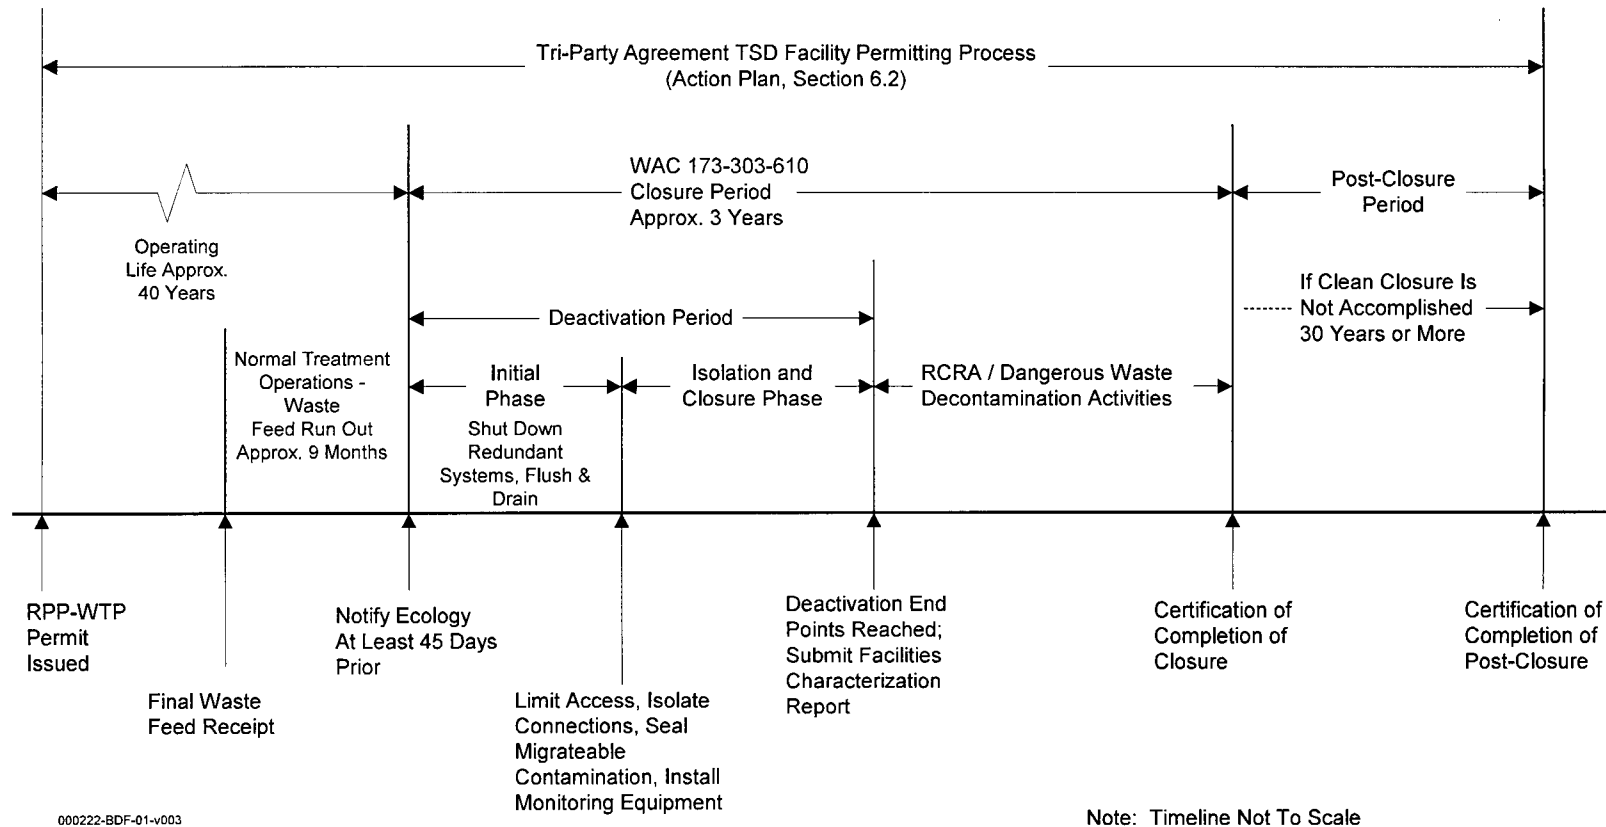 Tri-Party Agreement TSD Facility Permitting Process
(Action Plan, Section 6.2)
WAC 173-303-610
Closure Period
Approx. 3 Years
Post-Closure
Period
Operating
Life Approx.
40 Years
If Clean Closure Is
Not Accomplished
30 Years or More
Deactivation Period
Normal Treatment
Operations -
Waste
Feed Run Out
Approx. 9 Months
Initial
Phase
Shut Down
Redundant
Systems, Flush &
Drain
Isolation and
Closure Phase
RCRA / Dangerous Waste
Decontamination Activities
RPP-WTP
Permit
Issued
Final Waste
Feed Receipt
Notify Ecology
At Least 45 Days
Prior
Limit Access, Isolate
Connections, Seal
Migrateable
Contamination, Install
Monitoring Equipment
Deactivation End
Points Reached;
Submit Facilities
Characterization
Report
Certification of
Completion of
Closure
Certification of
Completion of
Post-Closure
000222-BDF-01-v003
Note: Timeline Not To Scale